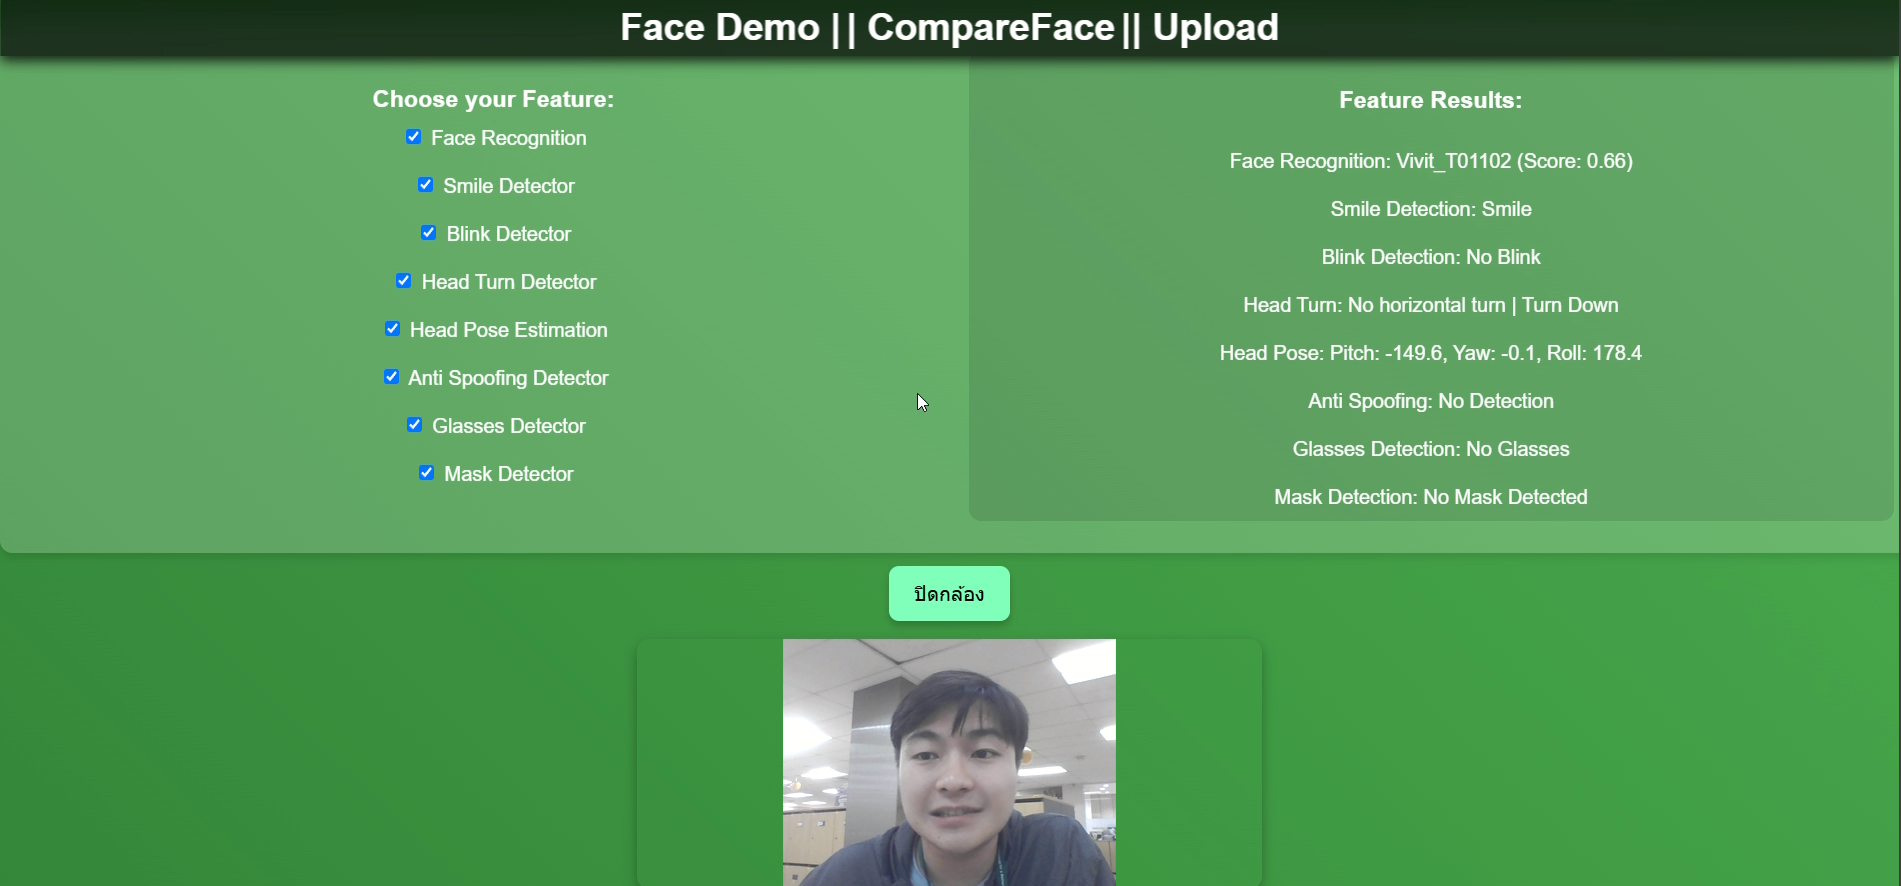 Face Demo || CompareFace || Upload
Choose your Feature:
Face Recognition
Smile Detector
Blink Detector
Head Turn Detector
Head Pose Estimation
Anti Spoofing Detector
Glasses Detector
Mask Detector
Feature Results:
Face Recognition: Vivit_T01102 (Score: 0.66)
Smile Detection: Smile
Blink Detection: No Blink
Head Turn: No horizontal turn | Turn Down
Head Pose: Pitch: -149.6, Yaw: -0.1, Roll: 178.4
Anti Spoofing: No Detection
Glasses Detection: No Glasses
Mask Detection: No Mask Detected
ปิดกล้อง